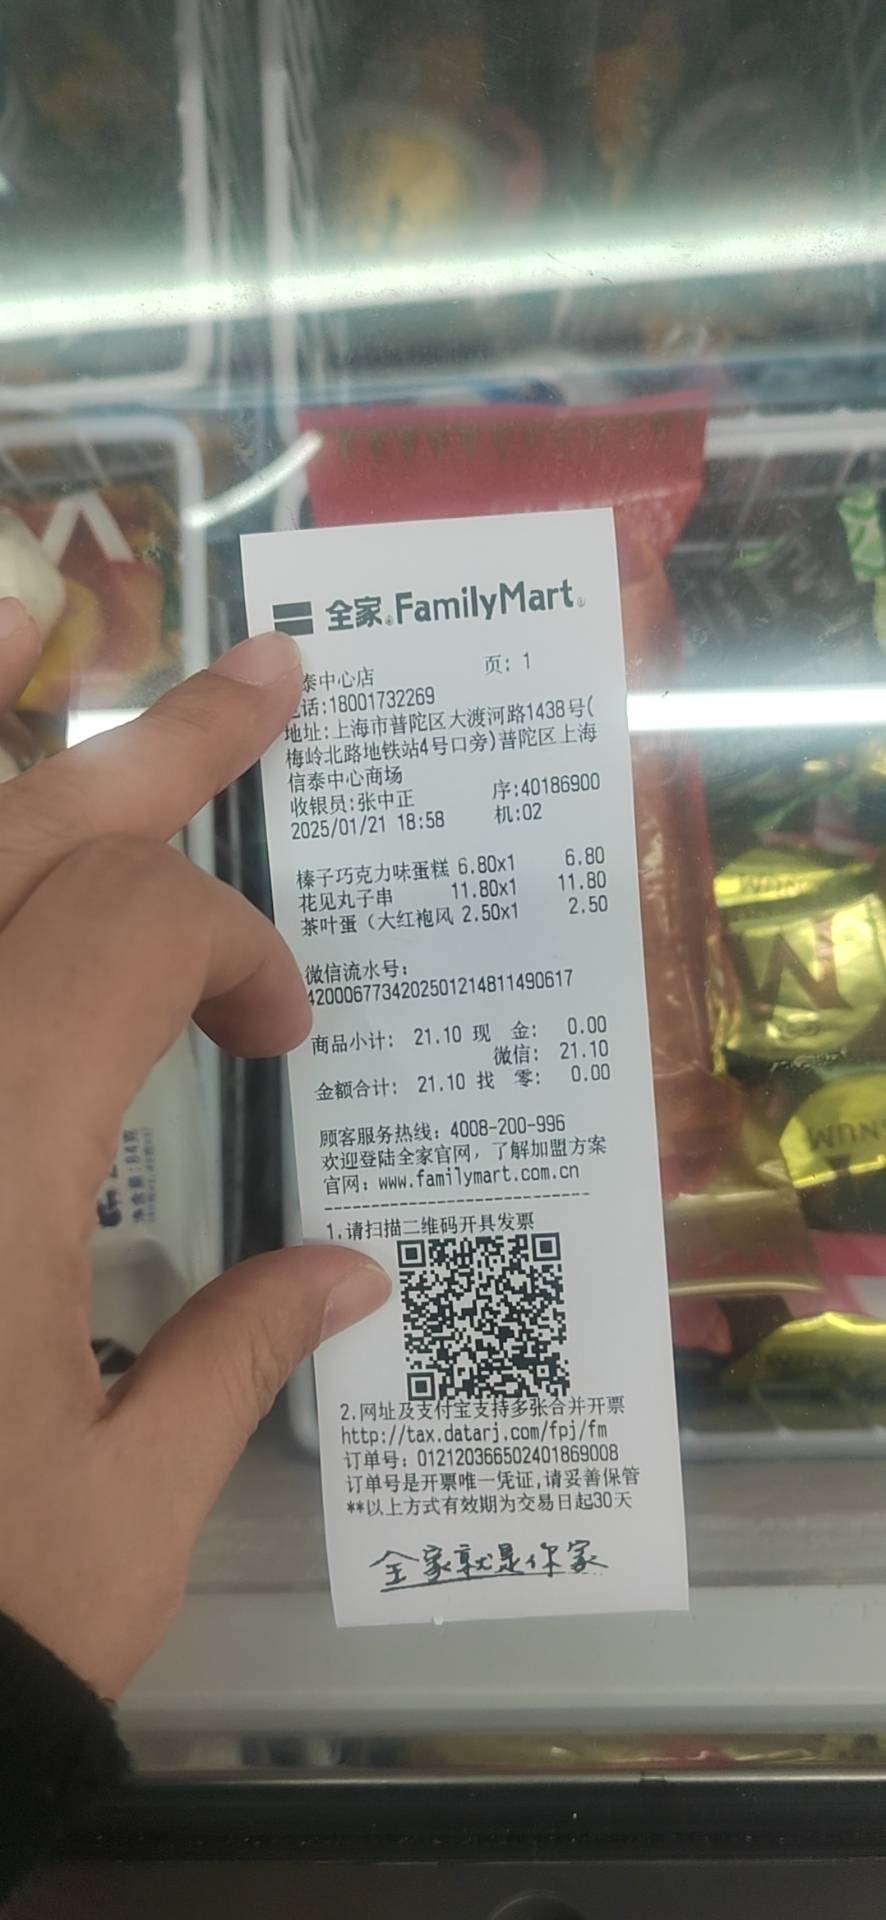 全家 FamilyMart
泰中心店 页: 1
话:18001732269
地址:上海市普陀区大渡河路1438号(
梅岭北路地铁站4号口旁)普陀区上海
信泰中心商场
收银员:张中正 序:40186900
2025/01/21 18:58 机:02
榛子巧克力味蛋糕 6.80x1 6.80
花见丸子串 11.80x1 11.80
茶叶蛋（大红袍风 2.50x1 2.50
微信流水号:
4200067734202501214811490617
商品小计: 21.10 现 金: 0.00
微信: 21.10
金额合计: 21.10 找 零: 0.00
顾客服务热线: 4008-200-996
欢迎登陆全家官网，了解加盟方案
官网: www.familymart.com.cn
1.请扫描二维码开具发票
2.网址及支付宝支持多张合并开票
http://tax.datarj.com/fpj/fm
订单号: 012120366502401869008
订单号是开票唯一凭证,请妥善保管
**以上方式有效期为交易日起30天
全家就是你家
净含量:84克
MAGNUM